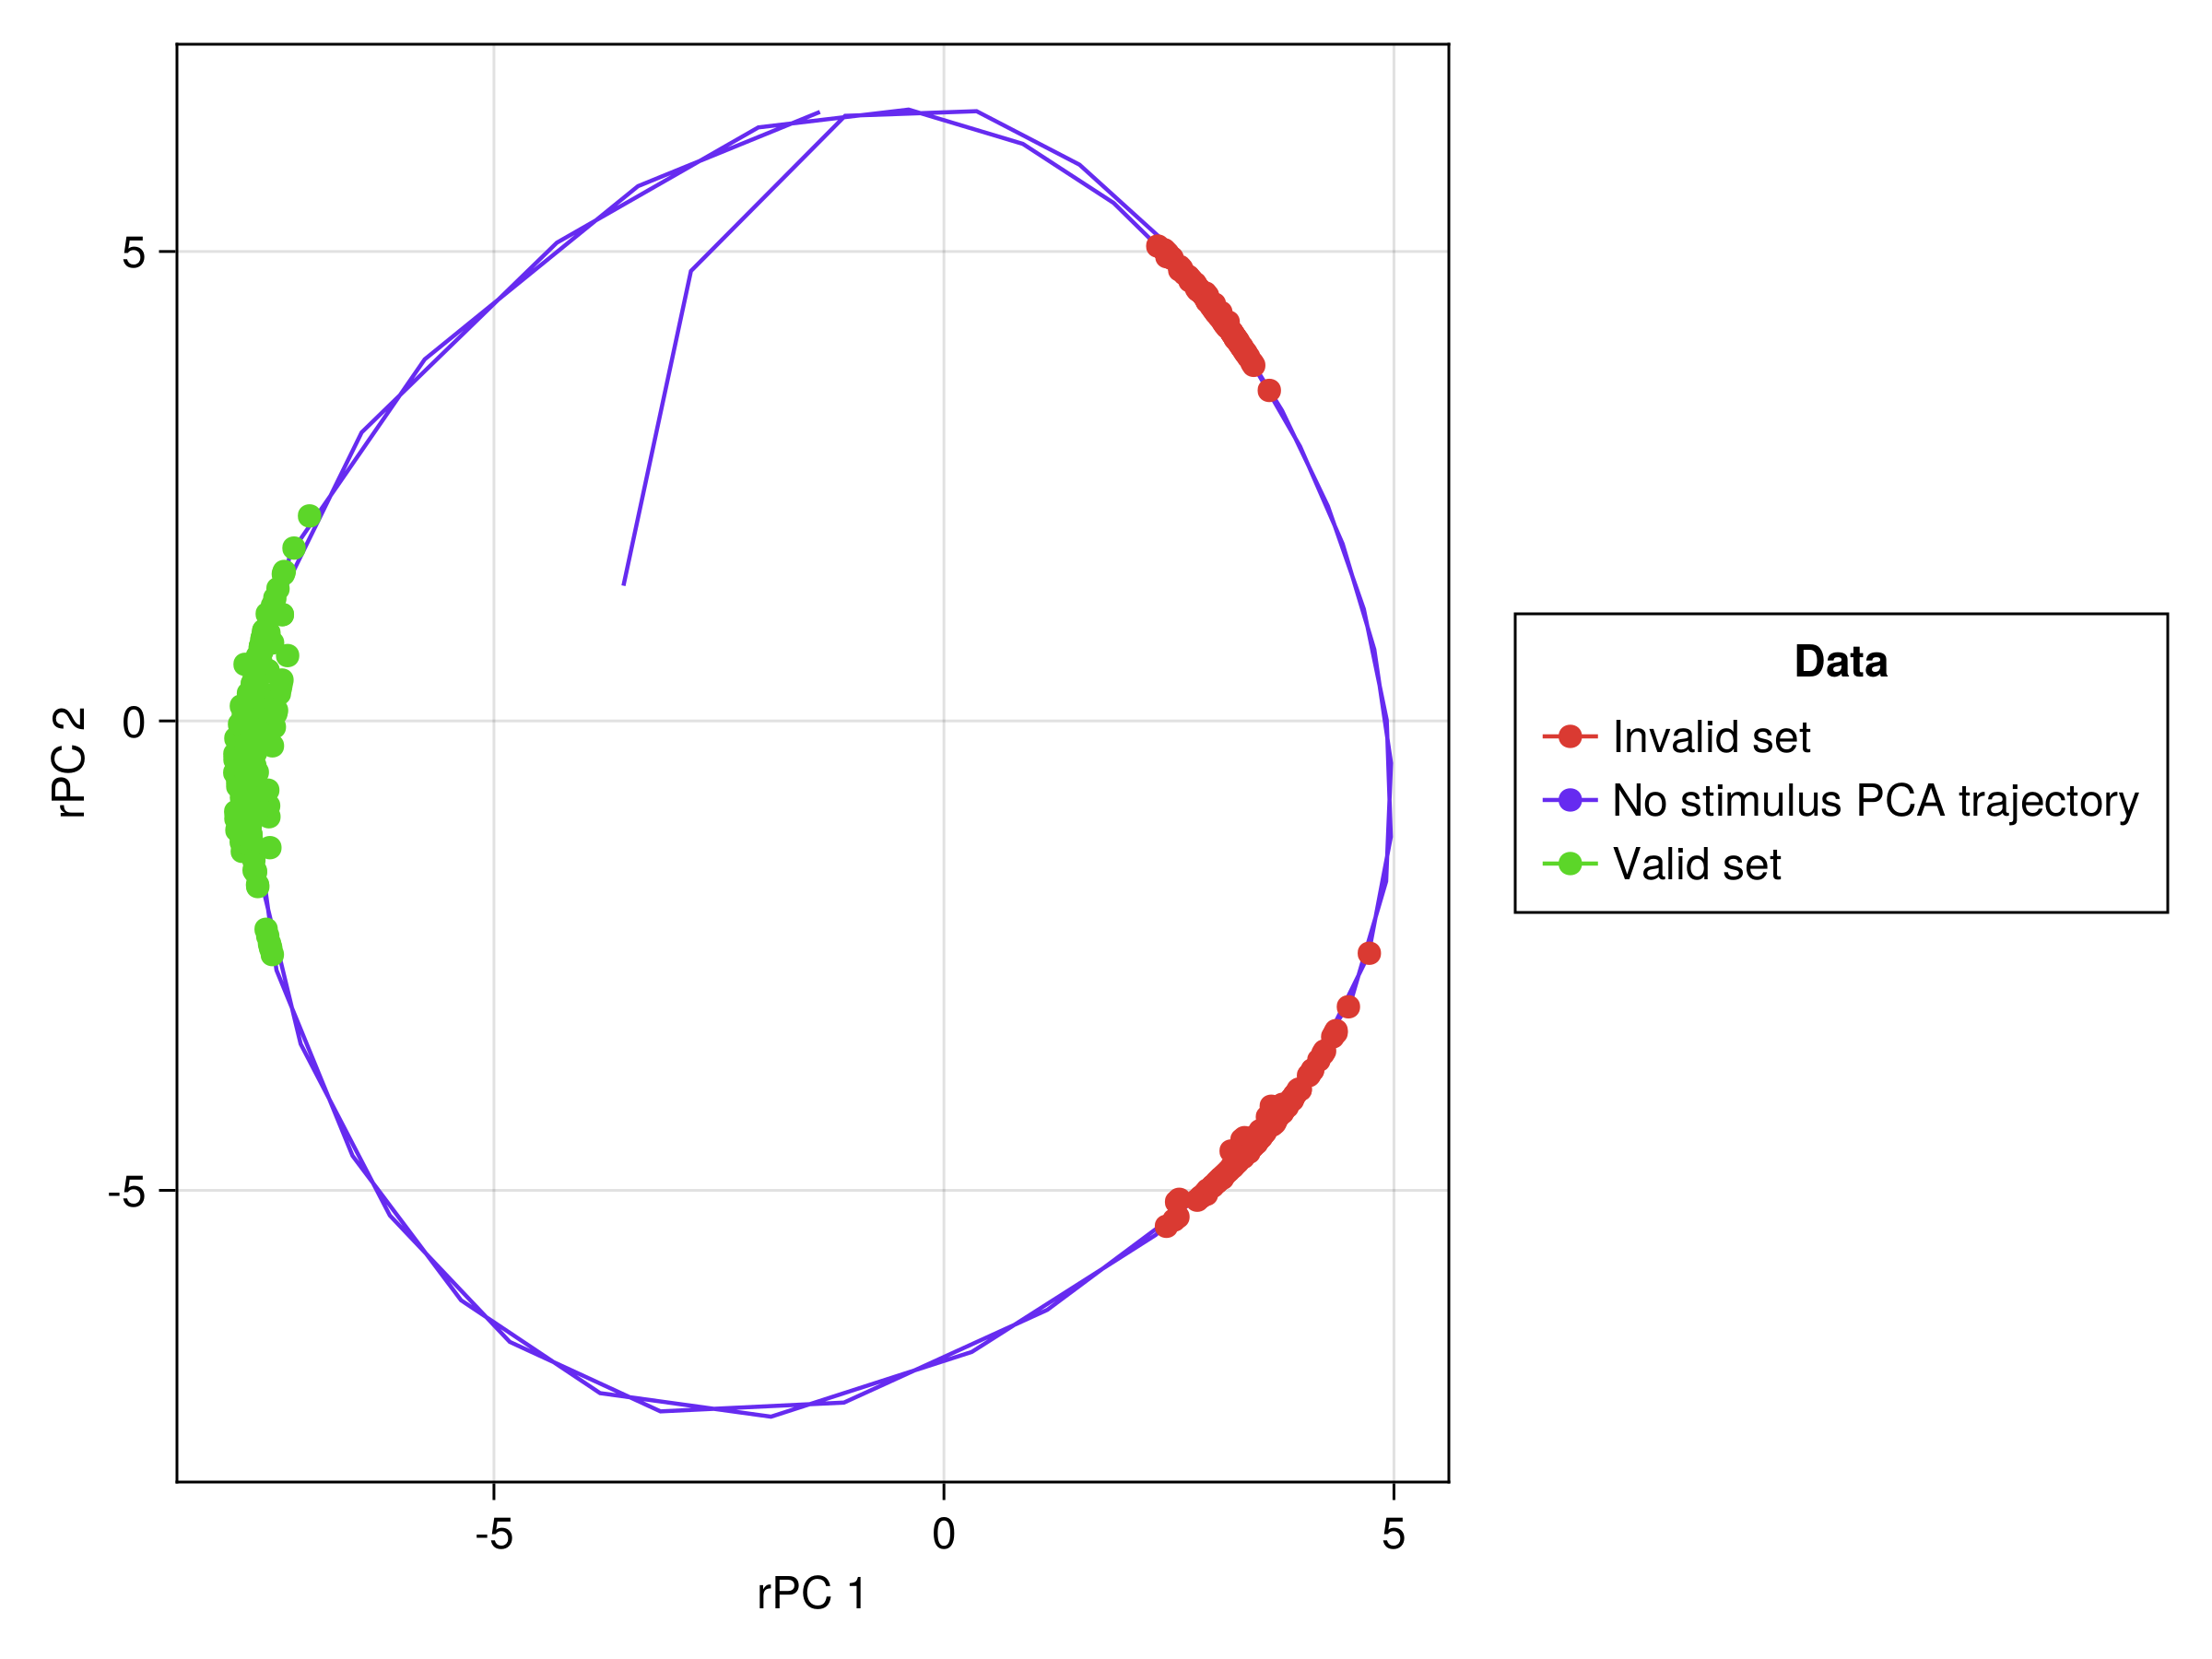 5
0
-5
rPC 2
-5
0
5
rPC 1
Data
Invalid set
No stimulus PCA trajectory
Valid set